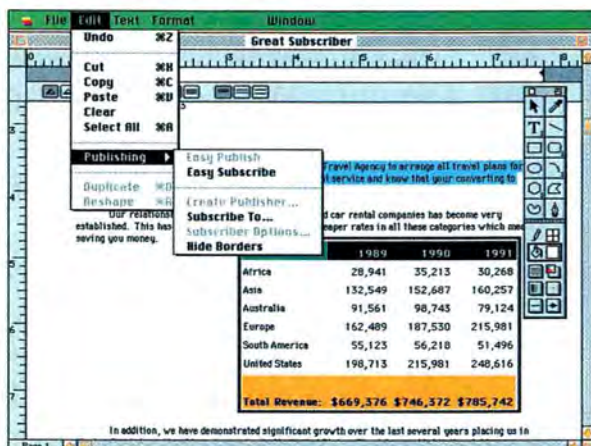 File Edit Text Format Window
Great Subscriber
Undo ⌘Z
Cut ⌘X
Copy ⌘C
Paste ⌘V
Clear
Select All ⌘A
Publishing
Duplicate ⌘D
Reshape ⌘R
Easy Publish
Easy Subscribe
Create Publisher...
Subscribe To...
Subscriber Options...
Hide Borders
Travel Agency to arrange all travel plans for
service and know that your converting to
Our relations d car rental companies has become very
established. This has eaper rates in all these categories which mea
saving you money.
1989 1990 1991
Africa 28,941 35,213 30,268
Asia 132,549 152,687 160,257
Australia 91,561 98,743 79,124
Europe 162,489 187,530 215,981
South America 55,123 56,218 51,496
United States 198,713 215,981 248,616
Total Revenue: $669,376 $746,372 $785,742
In addition, we have demonstrated significant growth over the last several years placing us in
Page 1